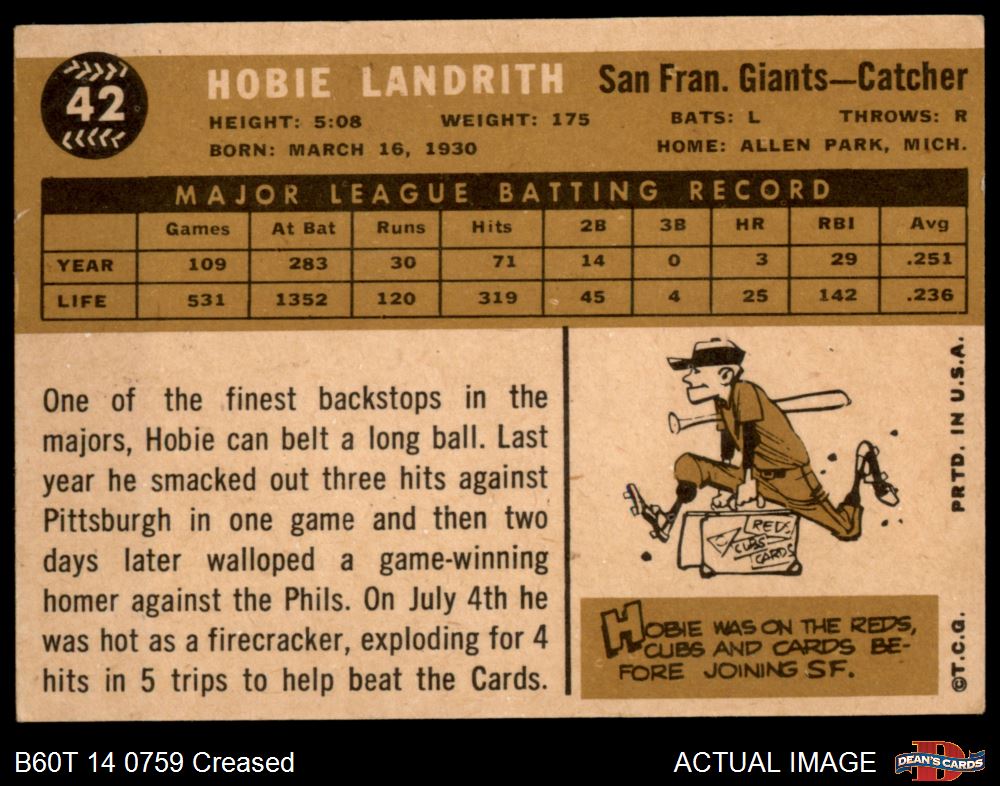 42
HOBIE LANDRITH
San Fran. Giants—Catcher
HEIGHT: 5:08 WEIGHT: 175 BATS: L THROWS: R
BORN: MARCH 16, 1930 HOME: ALLEN PARK, MICH.
MAJOR LEAGUE BATTING RECORD
Games At Bat Runs Hits 2B 3B HR RBI Avg
YEAR 109 283 30 71 14 0 3 29 .251
LIFE 531 1352 120 319 45 4 25 142 .236
One of the finest backstops in the
majors, Hobie can belt a long ball. Last
year he smacked out three hits against
Pittsburgh in one game and then two
days later walloped a game-winning
homer against the Phils. On July 4th he
was hot as a firecracker, exploding for 4
hits in 5 trips to help beat the Cards.
REDS
CUBS
CARDS
HOBIE WAS ON THE REDS,
CUBS AND CARDS BE-
FORE JOINING SF.
PRTD. IN U.S.A.
©T.C.G.
B60T 14 0759 Creased
ACTUAL IMAGE
D
DEAN'S CARDS